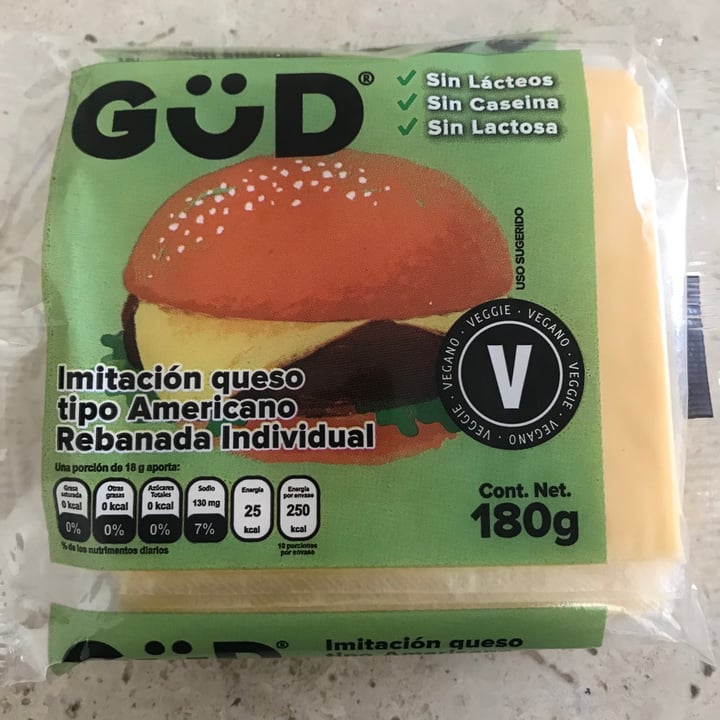 GÜD®
✓ Sin Lácteos
✓ Sin Caseina
✓ Sin Lactosa
USO SUGERIDO
VEGGIE · VEGANO · VEGGIE · VEGANO · VEGGIE · VEGANO ·
V
Imitación queso
tipo Americano
Rebanada Individual
Una porción de 18 g aporta:
Grasa saturada 0 kcal 0%
Otras grasas 0 kcal 0%
Azúcares Totales 0 kcal 0%
Sodio 130 mg 7%
Energía 25 kcal
Energía por envase 250 kcal
% de los nutrimentos diarios
10 porciones por envase
Cont. Net.
180g
GÜD®
Imitación queso
tipo Americano